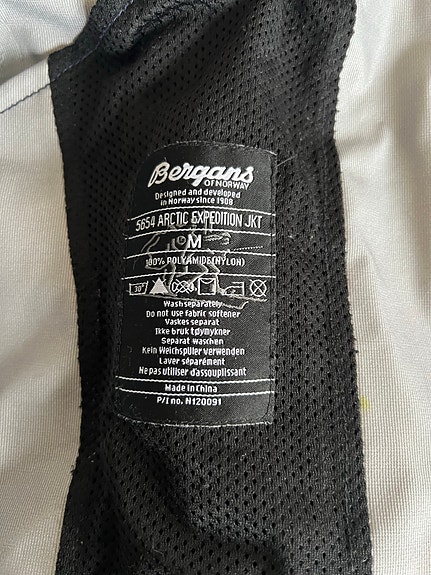 Bergans
OF NORWAY
Designed and developed
in Norway since 1908
5654 ARCTIC EXPEDITION JKT
M
100% POLYAMIDE(NYLON)
30°
Wash separately
Do not use fabric softener
Vaskes separat
Ikke bruk tøymykner
Separat waschen
Kein Weichspüler verwenden
Laver séparément
Ne pas utiliser d'assouplissant
Made in China
P/I no. N120091